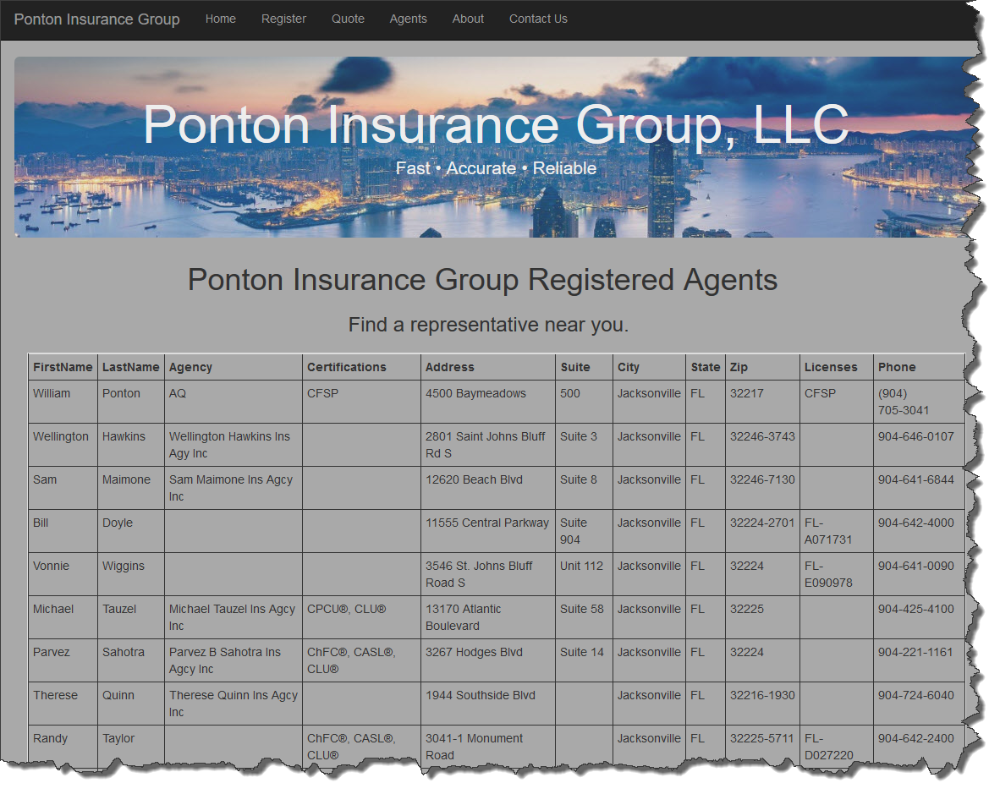 Ponton Insurance Group Home Register Quote Agents About Contact Us
Ponton Insurance Group, LLC
Fast • Accurate • Reliable
Ponton Insurance Group Registered Agents
Find a representative near you.
FirstName LastName Agency Certifications Address Suite City State Zip Licenses Phone
William Ponton AQ CFSP 4500 Baymeadows 500 Jacksonville FL 32217 CFSP (904)
705-3041
Wellington Hawkins Wellington Hawkins Ins 2801 Saint Johns Bluff Suite 3 Jacksonville FL 32246-3743 904-646-0107
Agy Inc Rd S
Sam Maimone Sam Maimone Ins Agcy 12620 Beach Blvd Suite 8 Jacksonville FL 32246-7130 904-641-6844
Inc
Bill Doyle 11555 Central Parkway Suite Jacksonville FL 32224-2701 FL- 904-642-4000
904 A071731
Vonnie Wiggins 3546 St. Johns Bluff Unit 112 Jacksonville FL 32224 FL- 904-641-0090
Road S E090978
Michael Tauzel Michael Tauzel Ins Agcy CPCU®, CLU® 13170 Atlantic Suite 58 Jacksonville FL 32225 904-425-4100
Inc Boulevard
Parvez Sahotra Parvez B Sahotra Ins ChFC®, CASL®, 3267 Hodges Blvd Suite 14 Jacksonville FL 32224 904-221-1161
Agcy Inc CLU®
Therese Quinn Therese Quinn Ins Agcy 1944 Southside Blvd Jacksonville FL 32216-1930 904-724-6040
Inc
Randy Taylor ChFC®, CASL®, 3041-1 Monument Jacksonville FL 32225-5711 FL- 904-642-2400
CLU® Road D027220